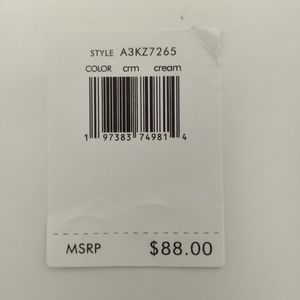 STYLE A3KZ7265
COLOR crm cream
1 97383 74981 4
MSRP $88.00